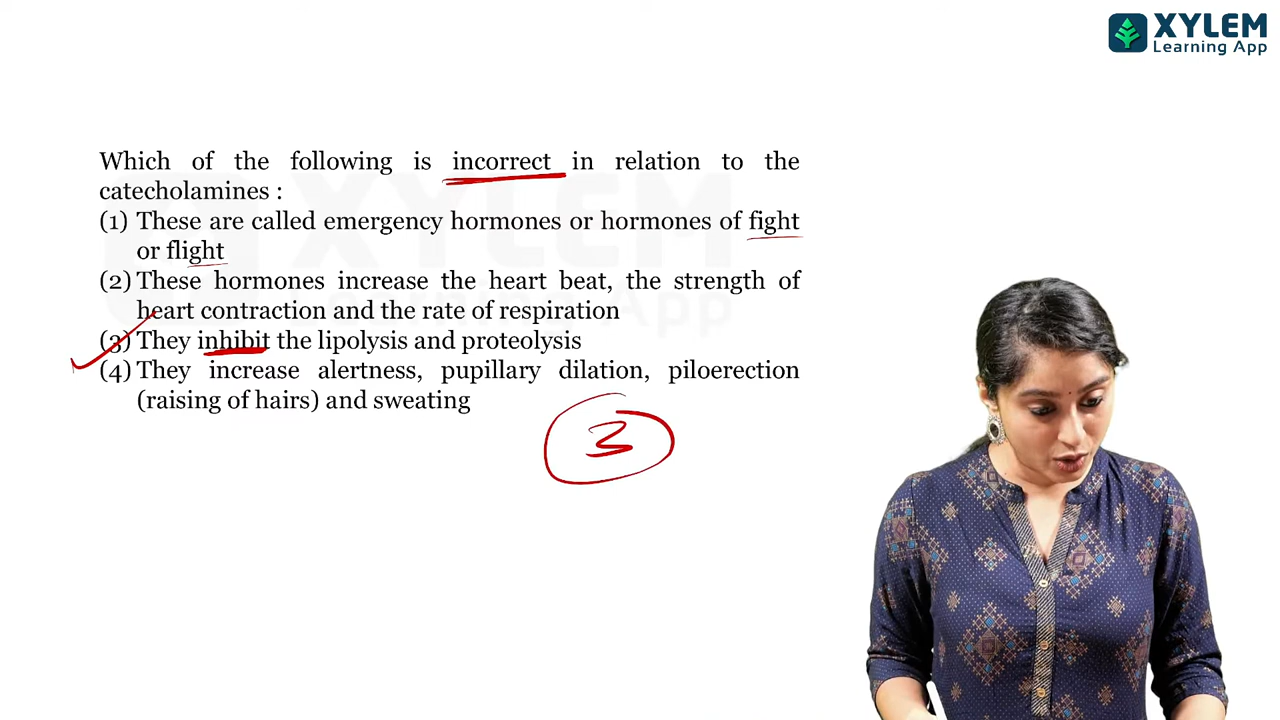 XYLEM
Learning App
Which of the following is incorrect in relation to the
catecholamines :
(1) These are called emergency hormones or hormones of fight
or flight
(2) These hormones increase the heart beat, the strength of
heart contraction and the rate of respiration
(3) They inhibit the lipolysis and proteolysis
(4) They increase alertness, pupillary dilation, piloerection
(raising of hairs) and sweating
3
XYLEM
Learning App